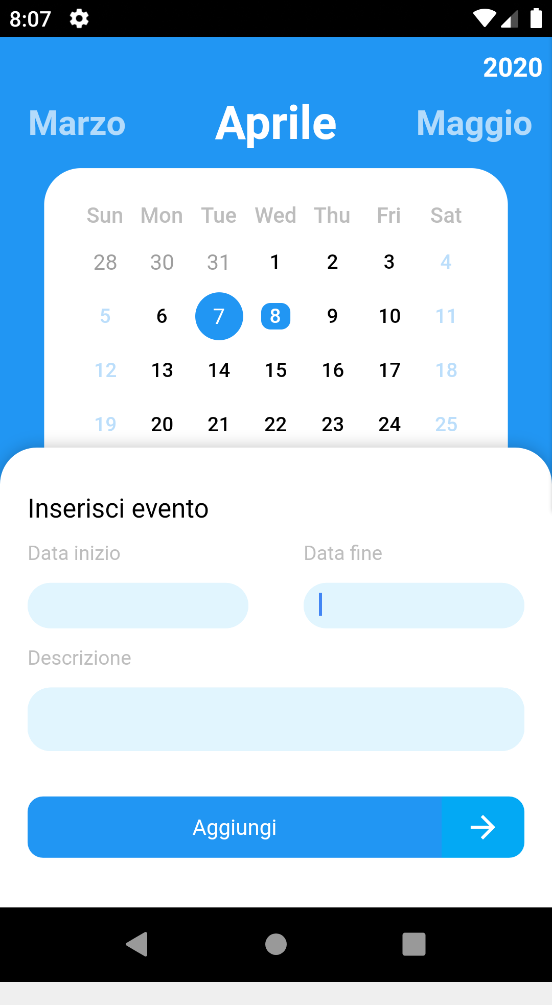 8:07
2020
Marzo Aprile Maggio
Sun Mon Tue Wed Thu Fri Sat
28 30 31 1 2 3 4
5 6 7 8 9 10 11
12 13 14 15 16 17 18
19 20 21 22 23 24 25
Inserisci evento
Data inizio Data fine
Descrizione
Aggiungi